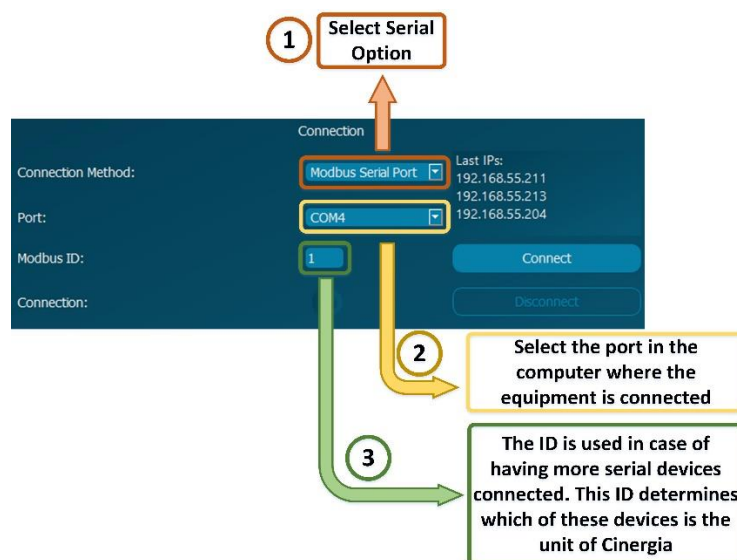 1
Select Serial
Option
Connection
Connection Method:
Modbus Serial Port
Last IPs:
192.168.55.211
192.168.55.213
192.168.55.204
Port:
COM4
Modbus ID:
1
Connect
Connection:
Disconnect
2
Select the port in the
computer where the
equipment is connected
3
The ID is used in case of
having more serial devices
connected. This ID determines
which of these devices is the
unit of Cinergia